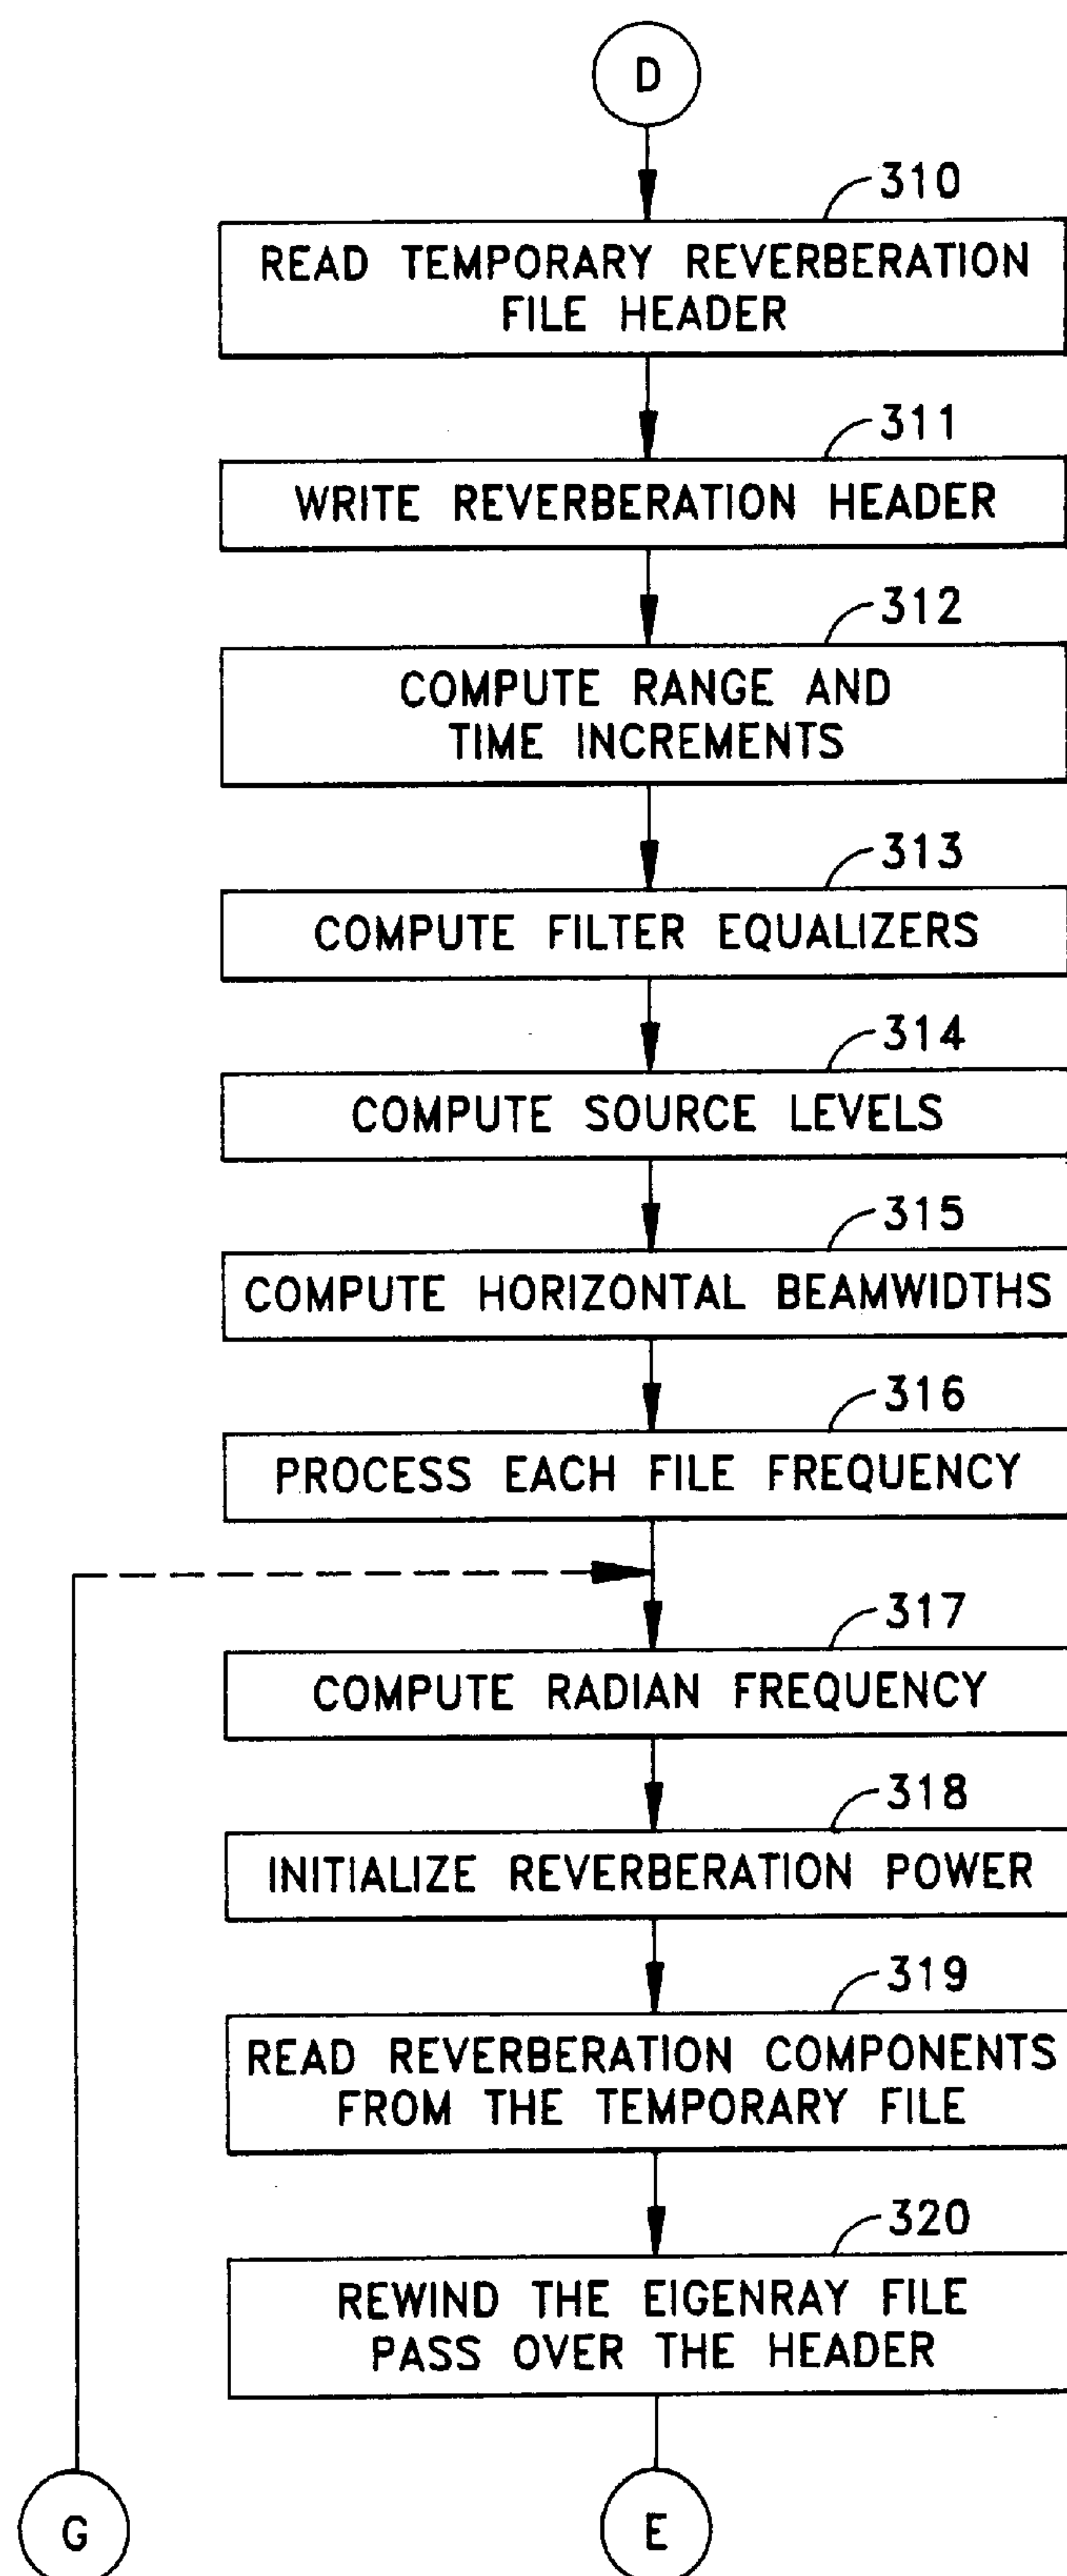 D
310
READ TEMPORARY REVERBERATION
FILE HEADER
311
WRITE REVERBERATION HEADER
312
COMPUTE RANGE AND
TIME INCREMENTS
313
COMPUTE FILTER EQUALIZERS
314
COMPUTE SOURCE LEVELS
315
COMPUTE HORIZONTAL BEAMWIDTHS
316
PROCESS EACH FILE FREQUENCY
317
COMPUTE RADIAN FREQUENCY
318
INITIALIZE REVERBERATION POWER
319
READ REVERBERATION COMPONENTS
FROM THE TEMPORARY FILE
320
REWIND THE EIGENRAY FILE
PASS OVER THE HEADER
G
E